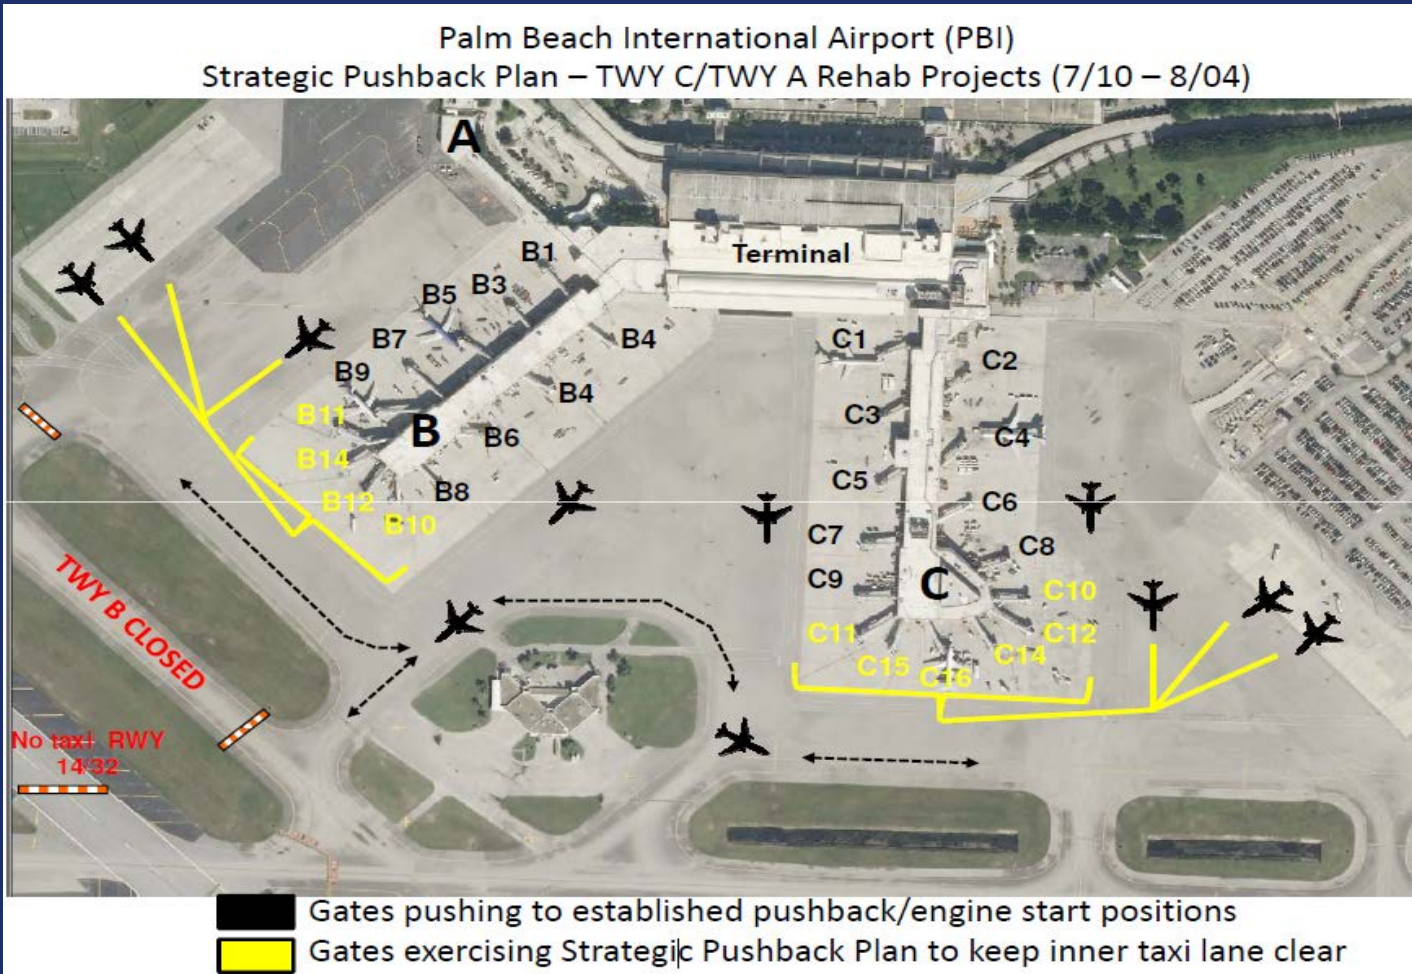 Palm Beach International Airport (PBI)
Strategic Pushback Plan – TWY C/TWY A Rehab Projects (7/10 – 8/04)
A
Terminal
B1
B3
B5
B7
B9
B11
B14
B12
B10
B
B4
B4
B6
B8
C1
C2
C3
C4
C5
C6
C7
C8
C9
C
C10
C11
C12
C14
C15
C16
TWY B CLOSED
No taxi RWY
14/32
Gates pushing to established pushback/engine start positions
Gates exercising Strategic Pushback Plan to keep inner taxi lane clear